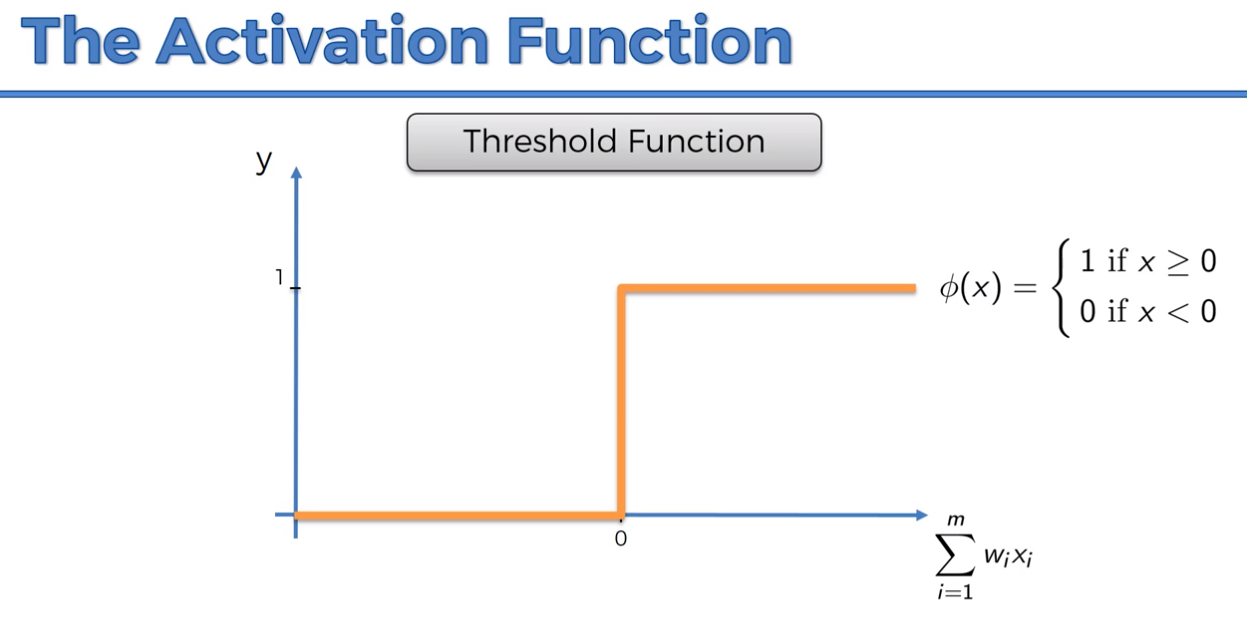 The Activation Function
Threshold Function
y
1
ϕ(x) = { 1 if x ≥ 0
0 if x < 0
0
m
∑ wᵢxᵢ
i=1